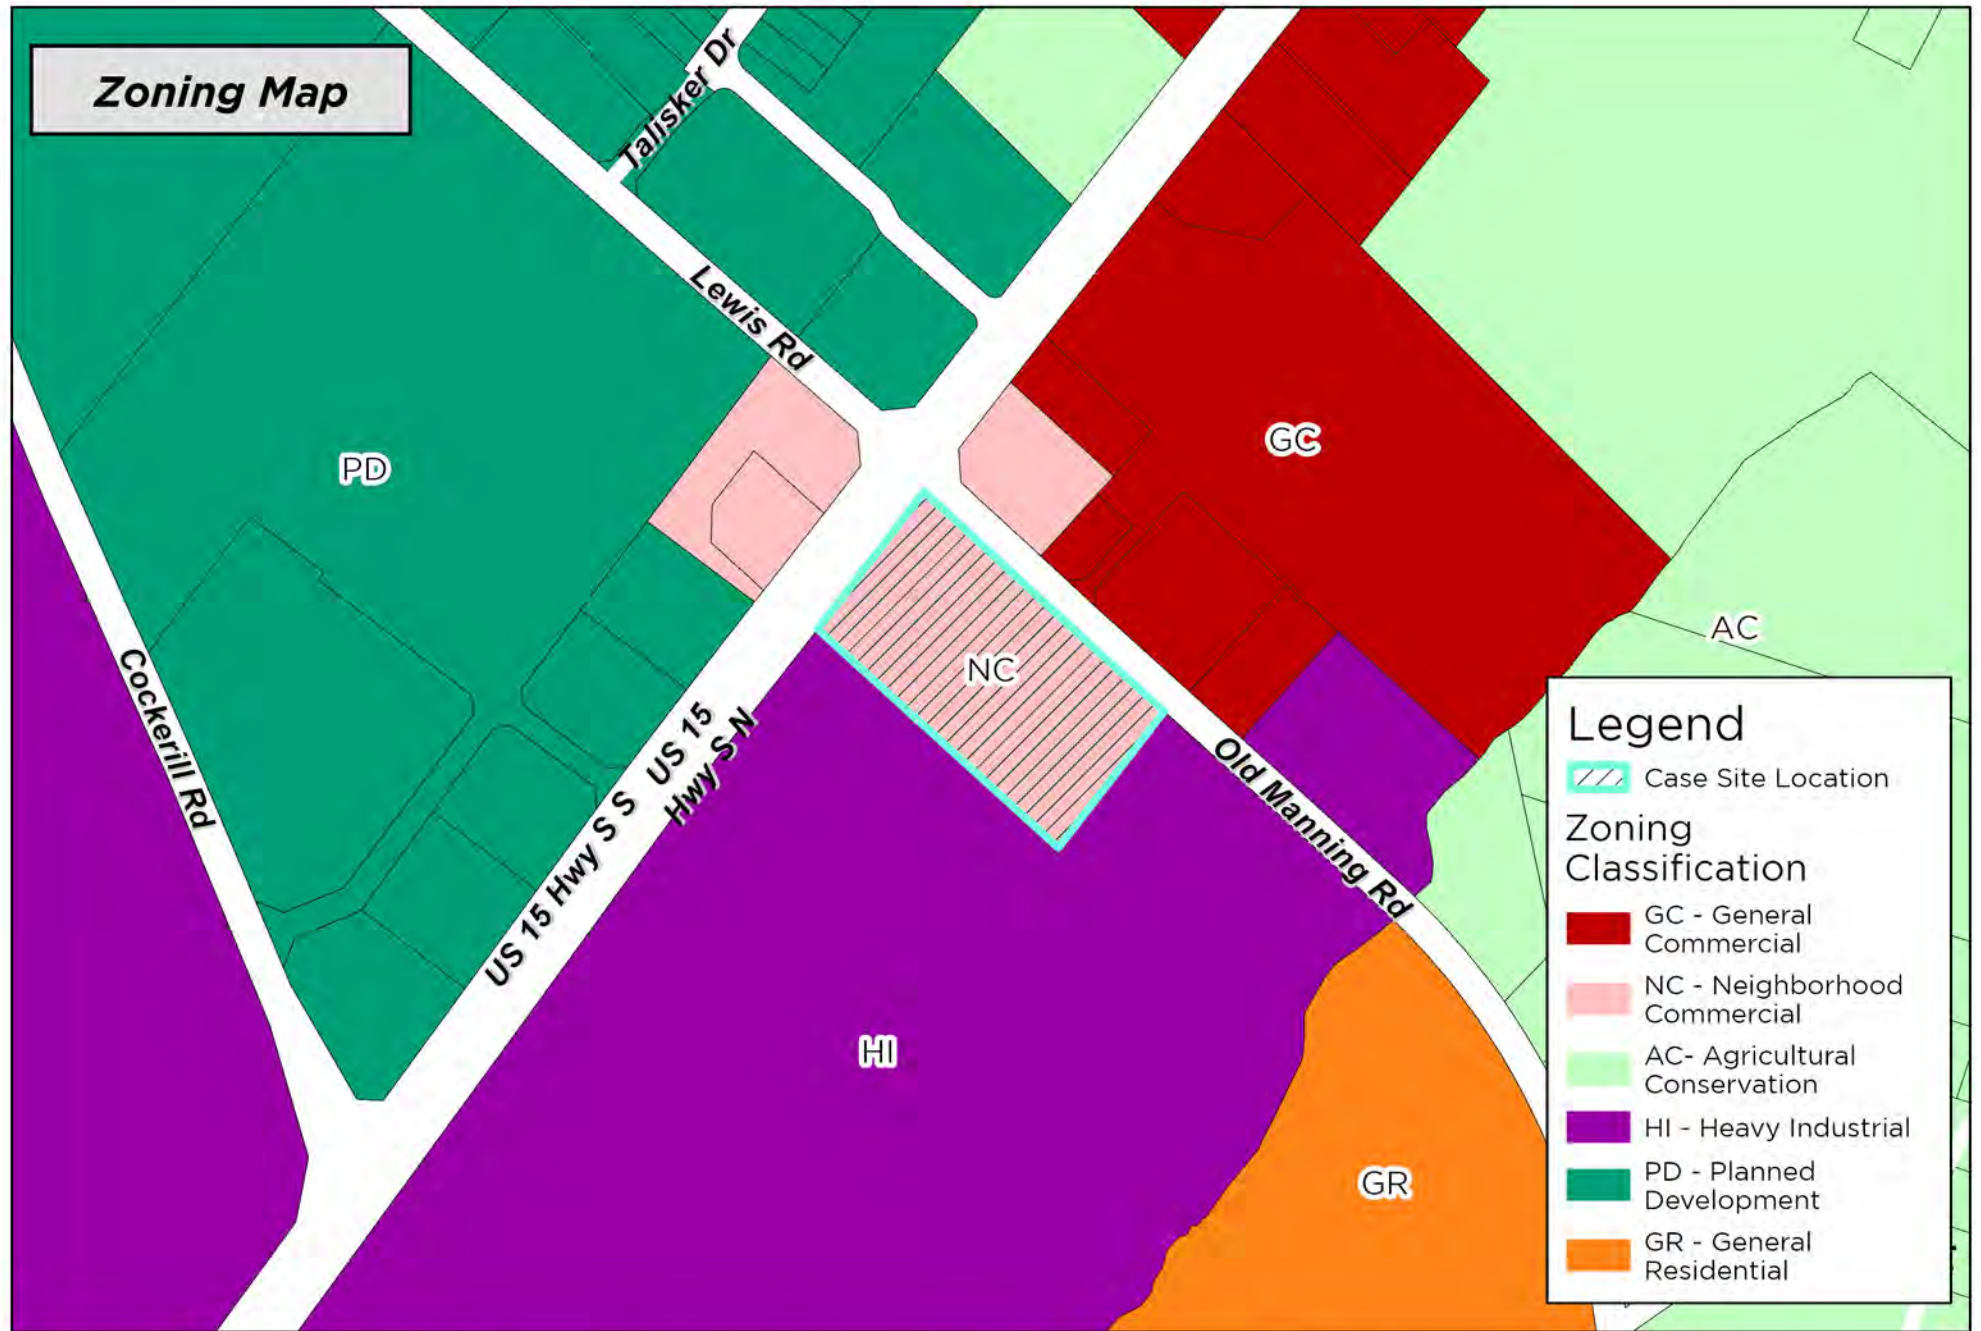 Zoning Map
Talisker Dr
Lewis Rd
GC
PD
AC
NC
Cockerill Rd
US 15
Hwy S N
US 15 Hwy S S
Old Manning Rd
HI
GR
Legend
Case Site Location
Zoning
Classification
GC - General
Commercial
NC - Neighborhood
Commercial
AC- Agricultural
Conservation
HI - Heavy Industrial
PD - Planned
Development
GR - General
Residential